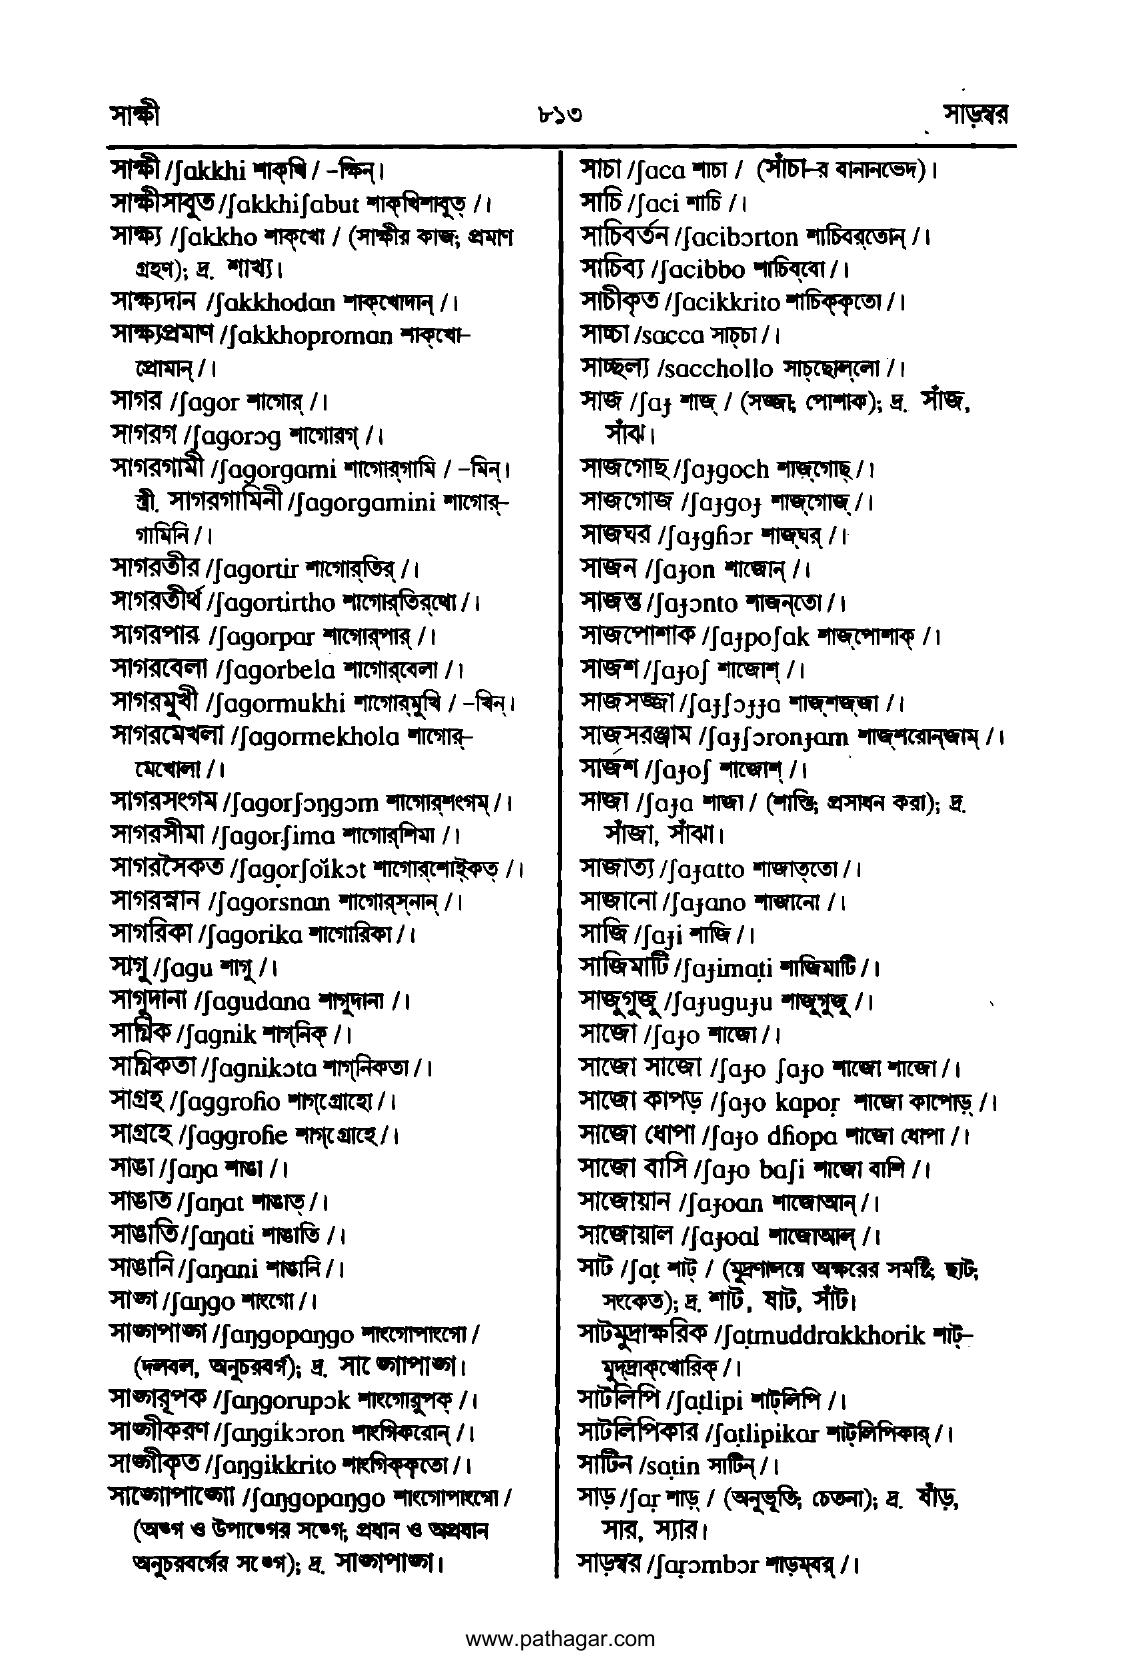 সাক্ষী
৮১৩
সাড়ম্বর
সাক্ষী /ʃakkhi শাক্‌খি / -ক্ষিন্।
সাক্ষীসাবুত /ʃakkhiʃabut শাক্‌খিশাবুত্ /।
সাক্ষ্য /ʃakkho শাক্‌খো / (সাক্ষীর কাজ; প্রমাণ
গ্রহণ); দ্র. শাখ্য।
সাক্ষ্যদান /ʃakkhodan শাক্‌খোদান্ /।
সাক্ষ্যপ্রমাণ /ʃakkhoproman শাক্‌খো–
প্রোমান্ /।
সাগর /ʃagor শাগোর্ /।
সাগরগ /ʃagorɔg শাগোরগ্ /।
সাগরগামী /ʃagorgami শাগোর্‌গামি / –মিন্।
স্ত্রী. সাগরগামিনী /ʃagorgamini শাগোর্–
গামিনি /।
সাগরতীর /ʃagortir শাগোর্‌তির্ /।
সাগরতীর্থ /ʃagortirtho শাগোর্‌তির্‌থো /।
সাগরপার /ʃagorpar শাগোর্‌পার্ /।
সাগরবেলা /ʃagorbela শাগোর্‌বেলা /।
সাগরমুখী /ʃagormukhi শাগোর্‌মুখি / –খিন্।
সাগরমেখলা /ʃagormekhola শাগোর্–
মেখোলা /।
সাগরসংগম /ʃagorʃɔŋgɔm শাগোর্‌শংগম্ /।
সাগরসীমা /ʃagorʃima শাগোর্‌শিমা /।
সাগরসৈকত /ʃagorʃoĭkɔt শাগোর্‌শোই্‌কত্ /।
সাগরস্নান /ʃagorsnan শাগোর্‌স্‌নান্ /।
সাগরিকা /ʃagorika শাগোরিকা /।
সাগু /ʃagu শাগু /।
সাগুদানা /ʃagudana শাগুদানা /।
সাগ্নিক /ʃagnik শাগ্‌নিক্ /।
সাগ্নিকতা /ʃagnikɔta শাগ্‌নিকতা /।
সাগ্রহ /ʃaggroɦo শাগ্‌গ্রোহো /।
সাগ্রহে /ʃaggroɦe শাগ্‌গ্রোহে /।
সাঙা /ʃaŋa শাঙা /।
সাঙাত /ʃaŋat শাঙাত্ /।
সাঙাতি /ʃaŋati শাঙাতি /।
সাঙানি /ʃaŋani শাঙানি /।
সাঙ্গ /ʃaŋgo শাংগো /।
সাঙ্গপাঙ্গ /ʃaŋgopaŋgo শাংগোপাংগো /
(দলবল, অনুচরবর্গ); দ্র. সাঙ্গোপাঙ্গ।
সাঙ্গরূপক /ʃaŋgorupɔk শাংগোরুপক্ /।
সাঙ্গীকরণ /ʃaŋgikɔron শাংগিকরোন্ /।
সাঙ্গীকৃত /ʃaŋgikkrito শাংগিক্‌কৃতো /।
সাঙ্গোপাঙ্গো /ʃaŋgopaŋgo শাংগোপাংগো /
(অঙ্গ ও উপাঙ্গের সঙ্গে; প্রধান ও অপ্রধান
অনুচরবর্গের সঙ্গে); দ্র. সাঙ্গপাঙ্গ।
সাচা /ʃaca শাচা / (সাঁচা–র বানানভেদ)।
সাচি /ʃaci শাচি /।
সাচিবর্তন /ʃacibɔrton শাচিবর্‌তোন্ /।
সাচিব্য /ʃacibbo শাচিব্‌বো /।
সাচীকৃত /ʃacikkrito শাচিক্‌কৃতো /।
সাচ্চা /sacca সাচ্‌চা /।
সাচ্ছল্য /sacchollo সাচ্‌ছোল্‌লো /।
সাজ /ʃaɟ শাজ্ / (সজ্জা; পোশাক); দ্র. সাঁজ,
সাঁঝ।
সাজগোছ /ʃaɟgoch শাজ্‌গোছ্ /।
সাজগোজ /ʃaɟgoɟ শাজ্‌গোজ্ /।
সাজঘর /ʃaɟgɦɔr শাজ্‌ঘর্ /।
সাজন /ʃaɟon শাজোন্ /।
সাজন্ত /ʃaɟɔnto শাজন্‌তো /।
সাজপোশাক /ʃaɟpoʃak শাজ্‌পোশাক্ /।
সাজশ /ʃaɟoʃ শাজোশ্ /।
সাজসজ্জা /ʃaɟʃɔɟɟa শাজ্‌শজ্‌জা /।
সাজসরঞ্জাম /ʃaɟʃɔronɟam শাজ্‌শরোন্‌জাম্ /।
সাজশ /ʃaɟoʃ শাজোশ্ /।
সাজা /ʃaɟa শাজা / (শাস্তি; প্রসাধন করা); দ্র.
সাঁজা, সাঁঝা।
সাজাত্য /ʃaɟatto শাজাত্‌তো /।
সাজানো /ʃaɟano শাজানো /।
সাজি /ʃaɟi শাজি /।
সাজিমাটি /ʃaɟimaṭi শাজিমাটি /।
সাজুগুজু /ʃaɟuguɟu শাজুগুজু /।
সাজো /ʃaɟo শাজো /।
সাজো সাজো /ʃaɟo ʃaɟo শাজো শাজো /।
সাজো কাপড় /ʃaɟo kapoṛ শাজো কাপোড়্ /।
সাজো ধোপা /ʃaɟo dɦopa শাজো ধোপা /।
সাজো বাসি /ʃaɟo baʃi শাজো বাশি /।
সাজোয়ান /ʃaɟoan শাজোআন্ /।
সাজোয়াল /ʃaɟoal শাজোআল্ /।
সাট /ʃaṭ শাট্ / (মুদ্রণালয়ে অক্ষরের সমষ্টি; ছাট;
সংকেত); দ্র. শাট, ষাট, সাঁট।
সাটমুদ্রাক্ষরিক /ʃaṭmuddrakkhorik শাট্–
মুদ্‌দ্রাক্‌খোরিক্ /।
সাটলিপি /ʃaṭlipi শাট্‌লিপি /।
সাটলিপিকার /ʃaṭlipikar শাট্‌লিপিকার্ /।
সাটিন /saṭin সাটিন্ /।
সাড় /ʃaṛ শাড়্ / (অনুভূতি; চেতনা); দ্র. ষাঁড়,
সার, স্যার।
সাড়ম্বর /ʃaṛɔmbɔr শাড়ম্‌বর্ /।
www.pathagar.com